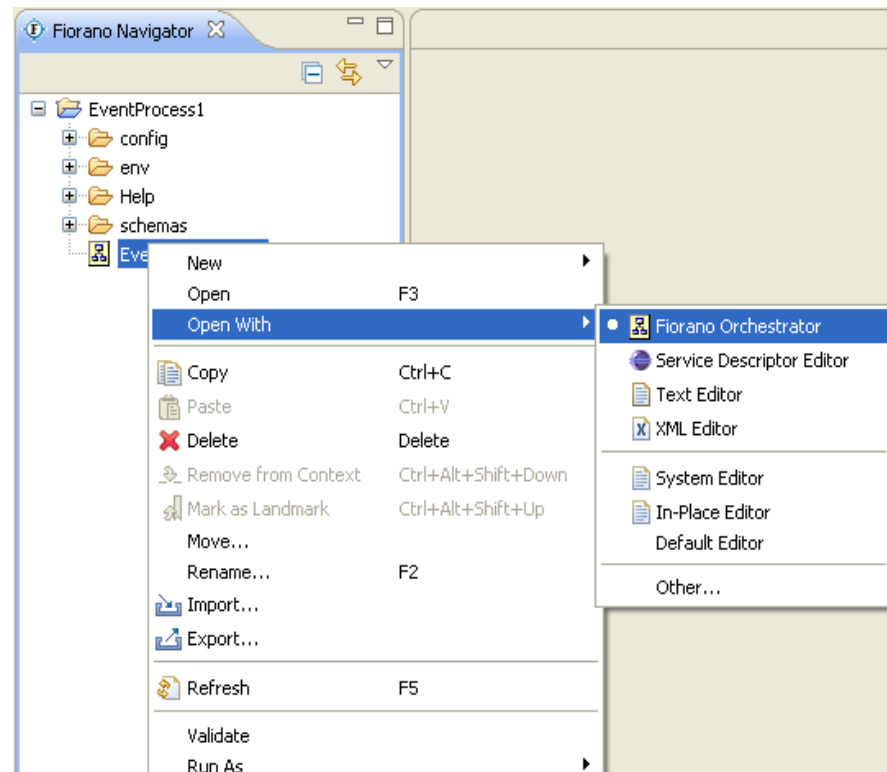 Fiorano Navigator
EventProcess1
config
env
Help
schemas
Eve
New
Open F3
Open With
Copy Ctrl+C
Paste Ctrl+V
Delete Delete
Remove from Context Ctrl+Alt+Shift+Down
Mark as Landmark Ctrl+Alt+Shift+Up
Move...
Rename... F2
Import...
Export...
Refresh F5
Validate
Run As
Fiorano Orchestrator
Service Descriptor Editor
Text Editor
XML Editor
System Editor
In-Place Editor
Default Editor
Other...